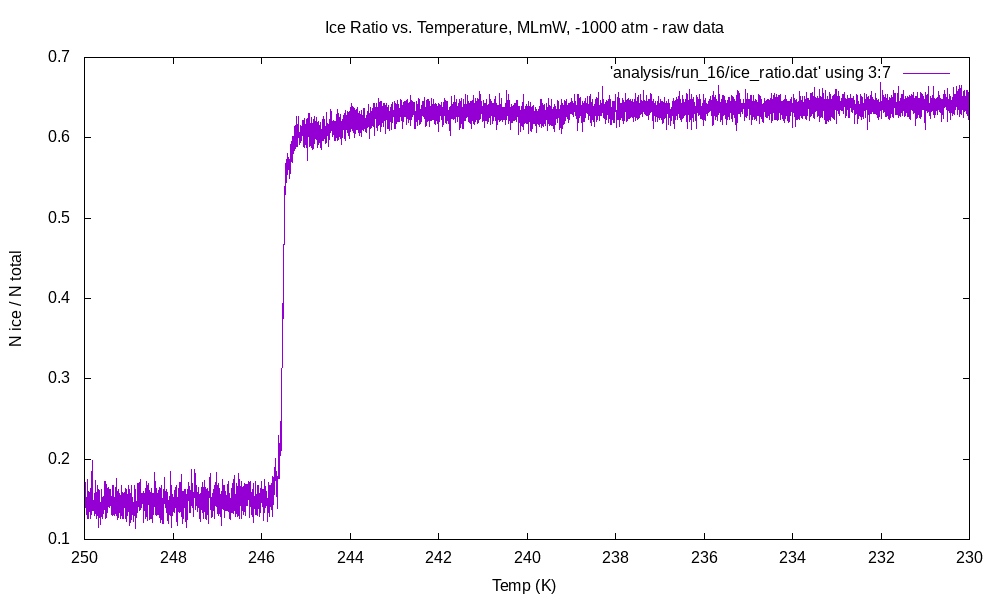 Ice Ratio vs. Temperature, MLmW, -1000 atm - raw data
'analysis/run_16/ice_ratio.dat' using 3:7
0.7
0.6
0.5
0.4
0.3
0.2
0.1
N ice / N total
250 248 246 244 242 240 238 236 234 232 230
Temp (K)